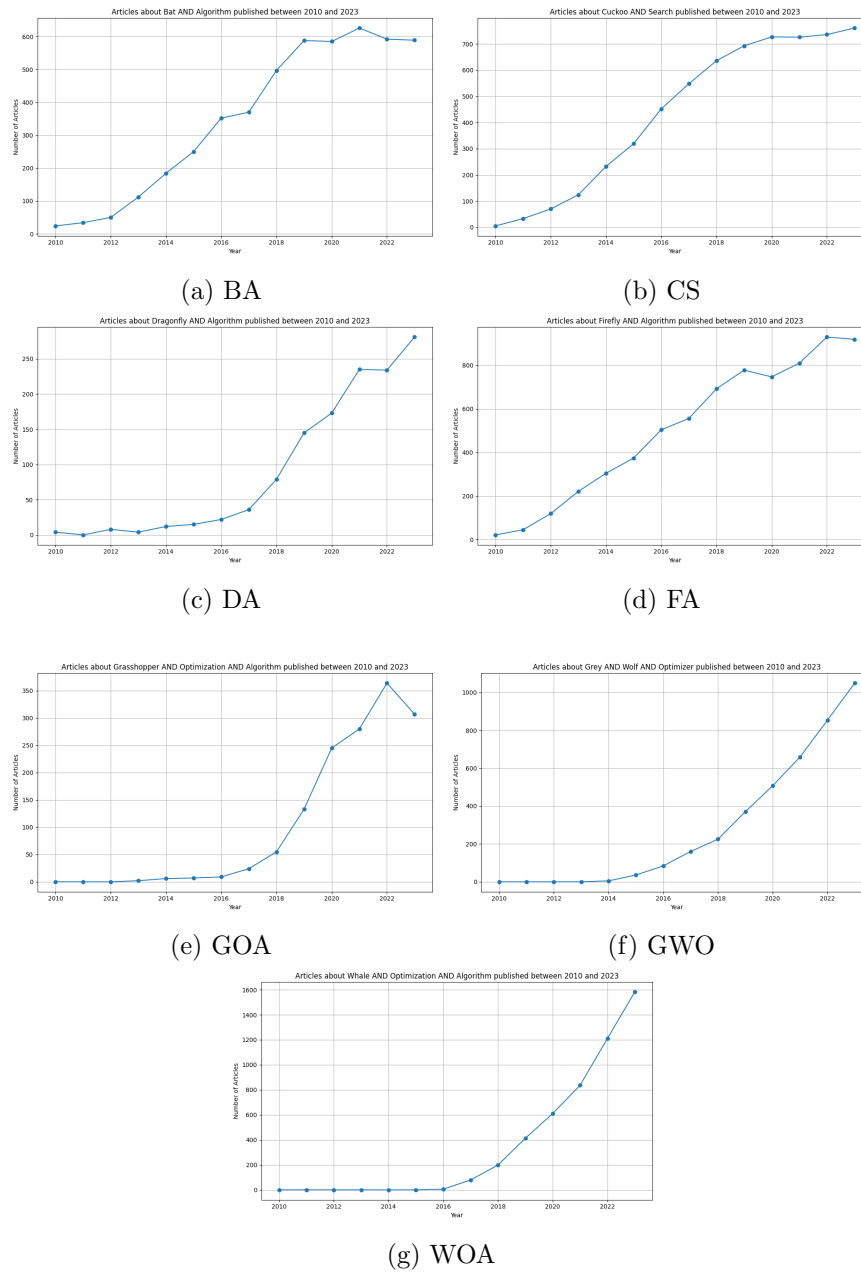 Articles about Bat AND Algorithm published between 2010 and 2023
600
500
400
300
200
100
0
Number of Articles
2010 2012 2014 2016 2018 2020 2022
Year
(a) BA
Articles about Cuckoo AND Search published between 2010 and 2023
700
600
500
400
300
200
100
0
Number of Articles
2010 2012 2014 2016 2018 2020 2022
Year
(b) CS
Articles about Dragonfly AND Algorithm published between 2010 and 2023
250
200
150
100
50
0
Number of Articles
2010 2012 2014 2016 2018 2020 2022
Year
(c) DA
Articles about Firefly AND Algorithm published between 2010 and 2023
800
600
400
200
0
Number of Articles
2010 2012 2014 2016 2018 2020 2022
Year
(d) FA
Articles about Grasshopper AND Optimization AND Algorithm published between 2010 and 2023
350
300
250
200
150
100
50
0
Number of Articles
2010 2012 2014 2016 2018 2020 2022
Year
(e) GOA
Articles about Grey AND Wolf AND Optimizer published between 2010 and 2023
1000
800
600
400
200
0
Number of Articles
2010 2012 2014 2016 2018 2020 2022
Year
(f) GWO
Articles about Whale AND Optimization AND Algorithm published between 2010 and 2023
1600
1400
1200
1000
800
600
400
200
0
Number of Articles
2010 2012 2014 2016 2018 2020 2022
Year
(g) WOA